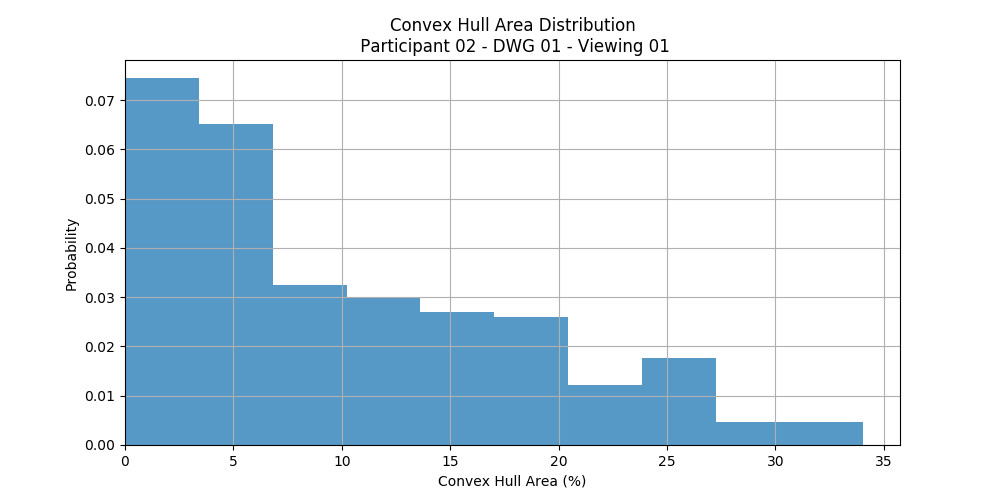 Convex Hull Area Distribution
Participant 02 - DWG 01 - Viewing 01
Probability
0.07
0.06
0.05
0.04
0.03
0.02
0.01
0.00
0 5 10 15 20 25 30 35
Convex Hull Area (%)